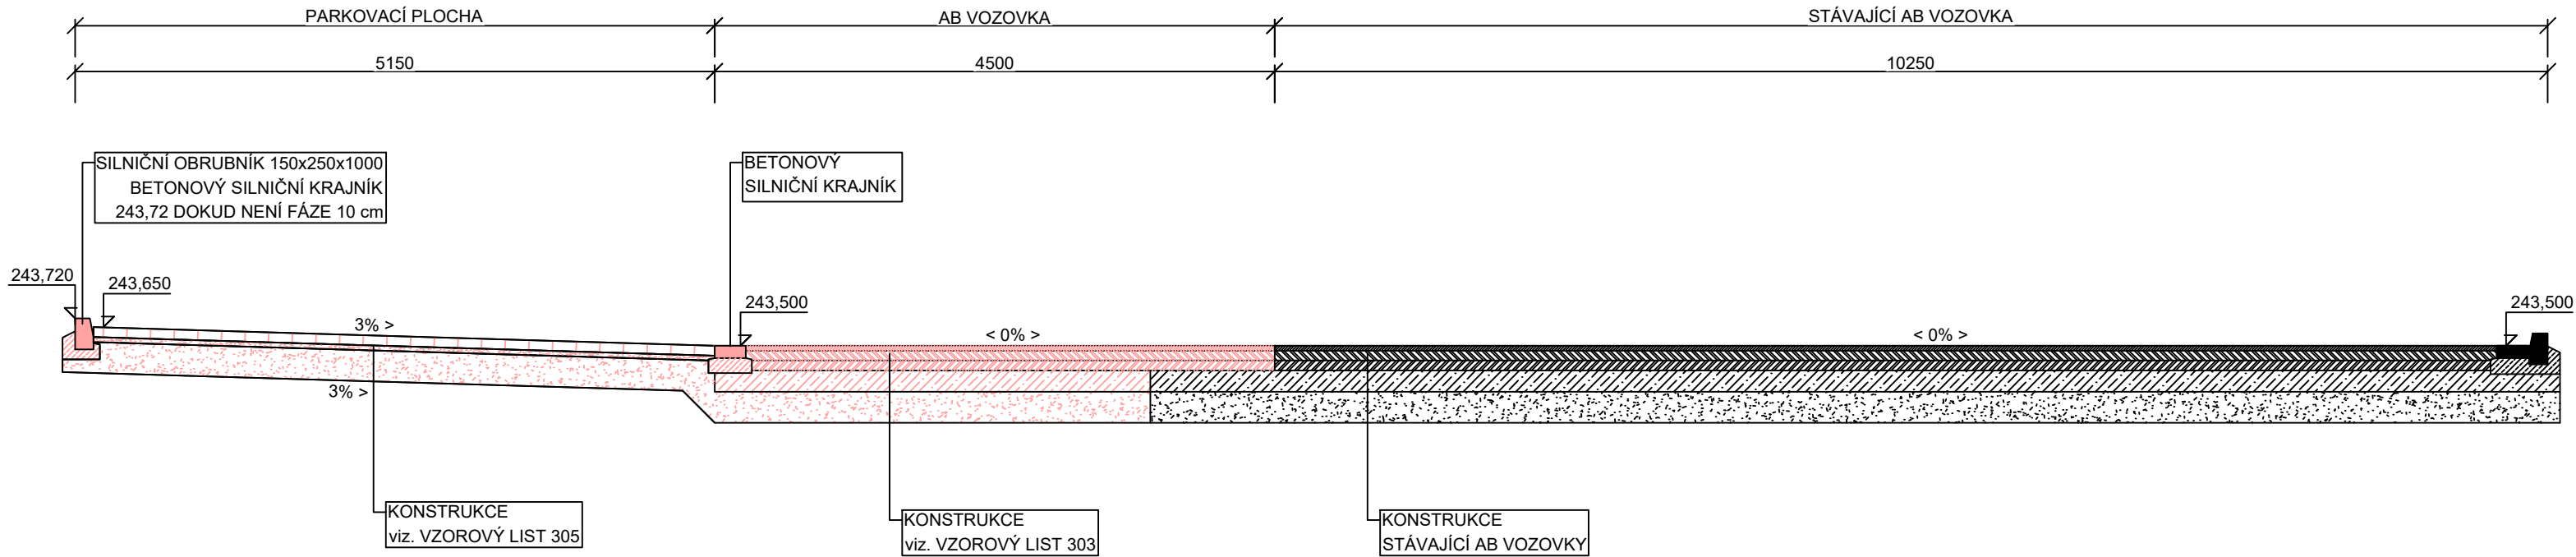 PARKOVACÍ PLOCHA
AB VOZOVKA
STÁVAJÍCÍ AB VOZOVKA
5150
4500
10250
SILNIČNÍ OBRUBNÍK 150x250x1000
BETONOVÝ SILNIČNÍ KRAJNÍK
243,72 DOKUD NENÍ FÁZE 10 cm
BETONOVÝ
SILNIČNÍ KRAJNÍK
243,720
243,650
243,500
243,500
3% >
< 0% >
< 0% >
3% >
KONSTRUKCE
viz. VZOROVÝ LIST 305
KONSTRUKCE
viz. VZOROVÝ LIST 303
KONSTRUKCE
STÁVAJÍCÍ AB VOZOVKY